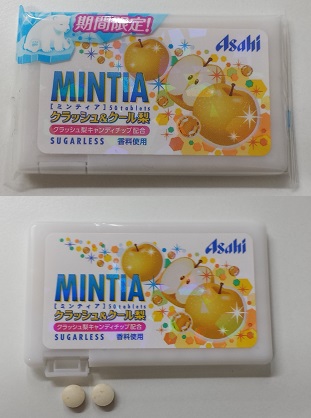 期間限定!
Asahi
MINTIA
[ミンティア] 50tablets
クラッシュ&クール梨
クラッシュ梨キャンディチップ配合
SUGARLESS 香料使用
Asahi
MINTIA
[ミンティア] 50tablets
クラッシュ&クール梨
クラッシュ梨キャンディチップ配合
SUGARLESS 香料使用